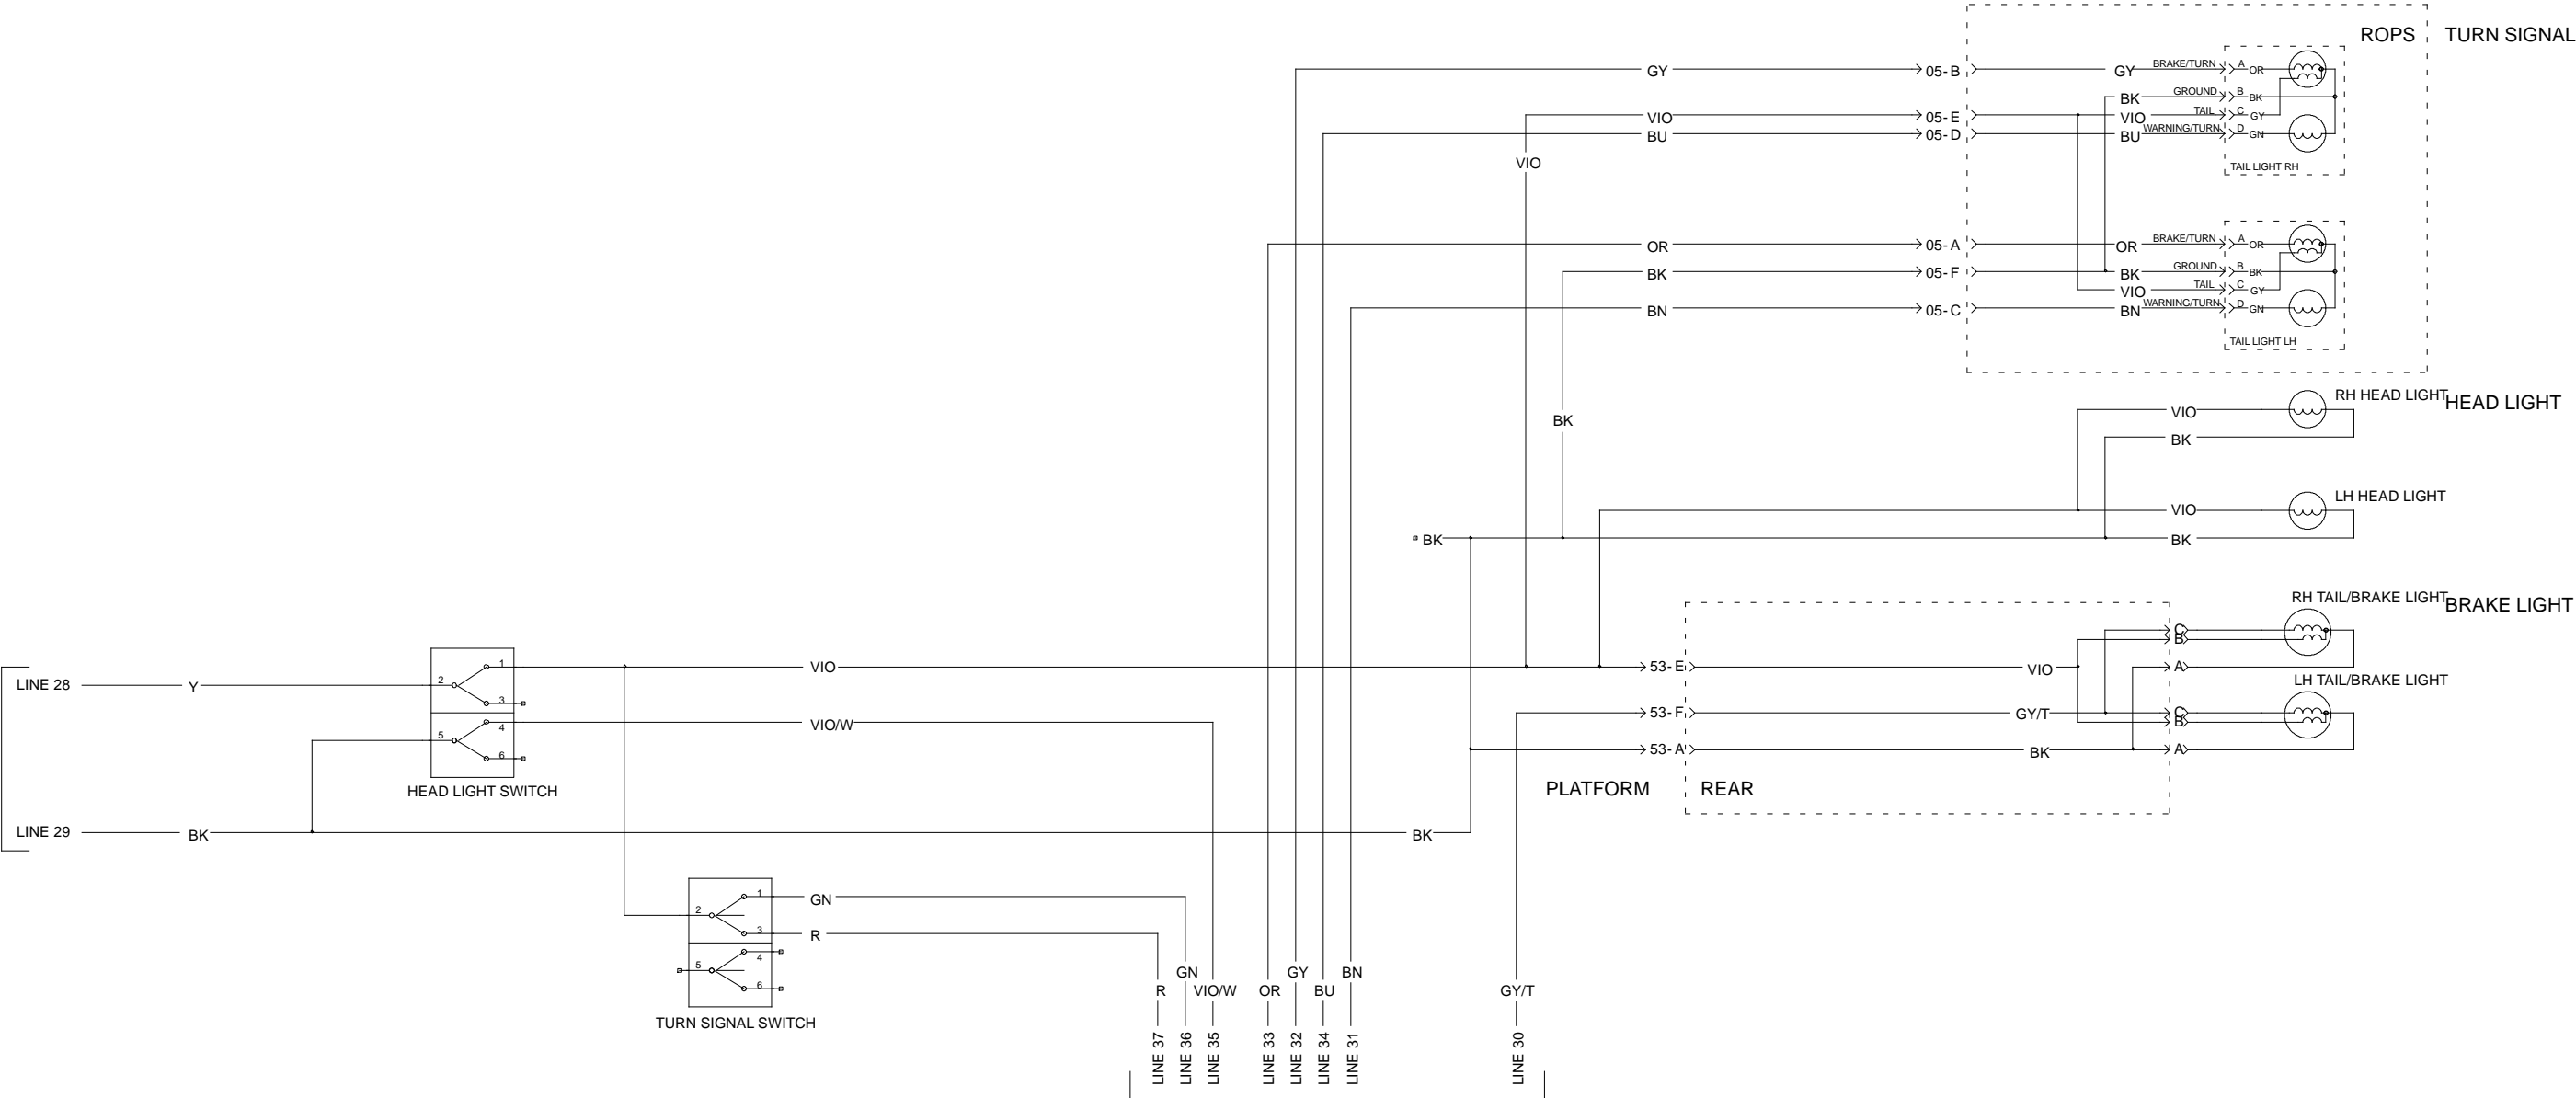 ROPS TURN SIGNAL
GY 05-B GY BRAKE/TURN A OR
BK GROUND B BK
VIO 05-E VIO TAIL C GY
BU 05-D BU WARNING/TURN D GN
VIO
TAIL LIGHT RH
OR 05-A OR BRAKE/TURN A OR
BK 05-F BK GROUND B BK
VIO TAIL C GY
BN 05-C BN WARNING/TURN D GN
TAIL LIGHT LH
RH HEAD LIGHT HEAD LIGHT
VIO
BK
BK
LH HEAD LIGHT
VIO
BK BK
RH TAIL/BRAKE LIGHT BRAKE LIGHT
C
B
1 VIO 53-E VIO A
LINE 28 Y 2
LH TAIL/BRAKE LIGHT
3
4 VIO/W 53-F GY/T C
B
5
6 53-A BK A
HEAD LIGHT SWITCH
PLATFORM REAR
LINE 29 BK BK
1 GN
2
3 R
4
5
6
TURN SIGNAL SWITCH
GN GY BN
R VIO/W OR BU GY/T
LINE 37
LINE 36
LINE 35
LINE 33
LINE 32
LINE 34
LINE 31
LINE 30